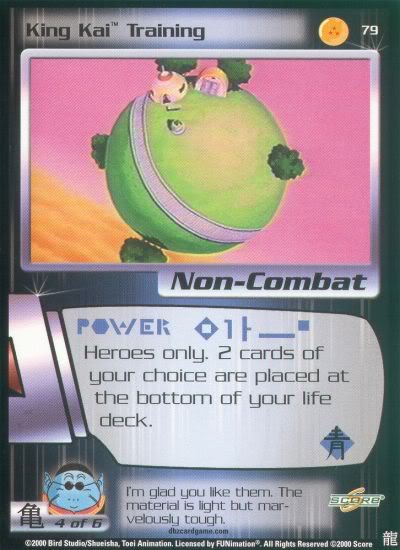 King Kai™ Training 79
Non-Combat
POWER
Heroes only. 2 cards of
your choice are placed at
the bottom of your life
deck.
青
亀 4 of 6
I'm glad you like them. The
material is light but mar-
velously tough.
SCORE
龍
dbzcardgame.com
©2000 Bird Studio/Shueisha, Toei Animation. Licensed by FUNimation®. All Rights Reserved ©2000 Score